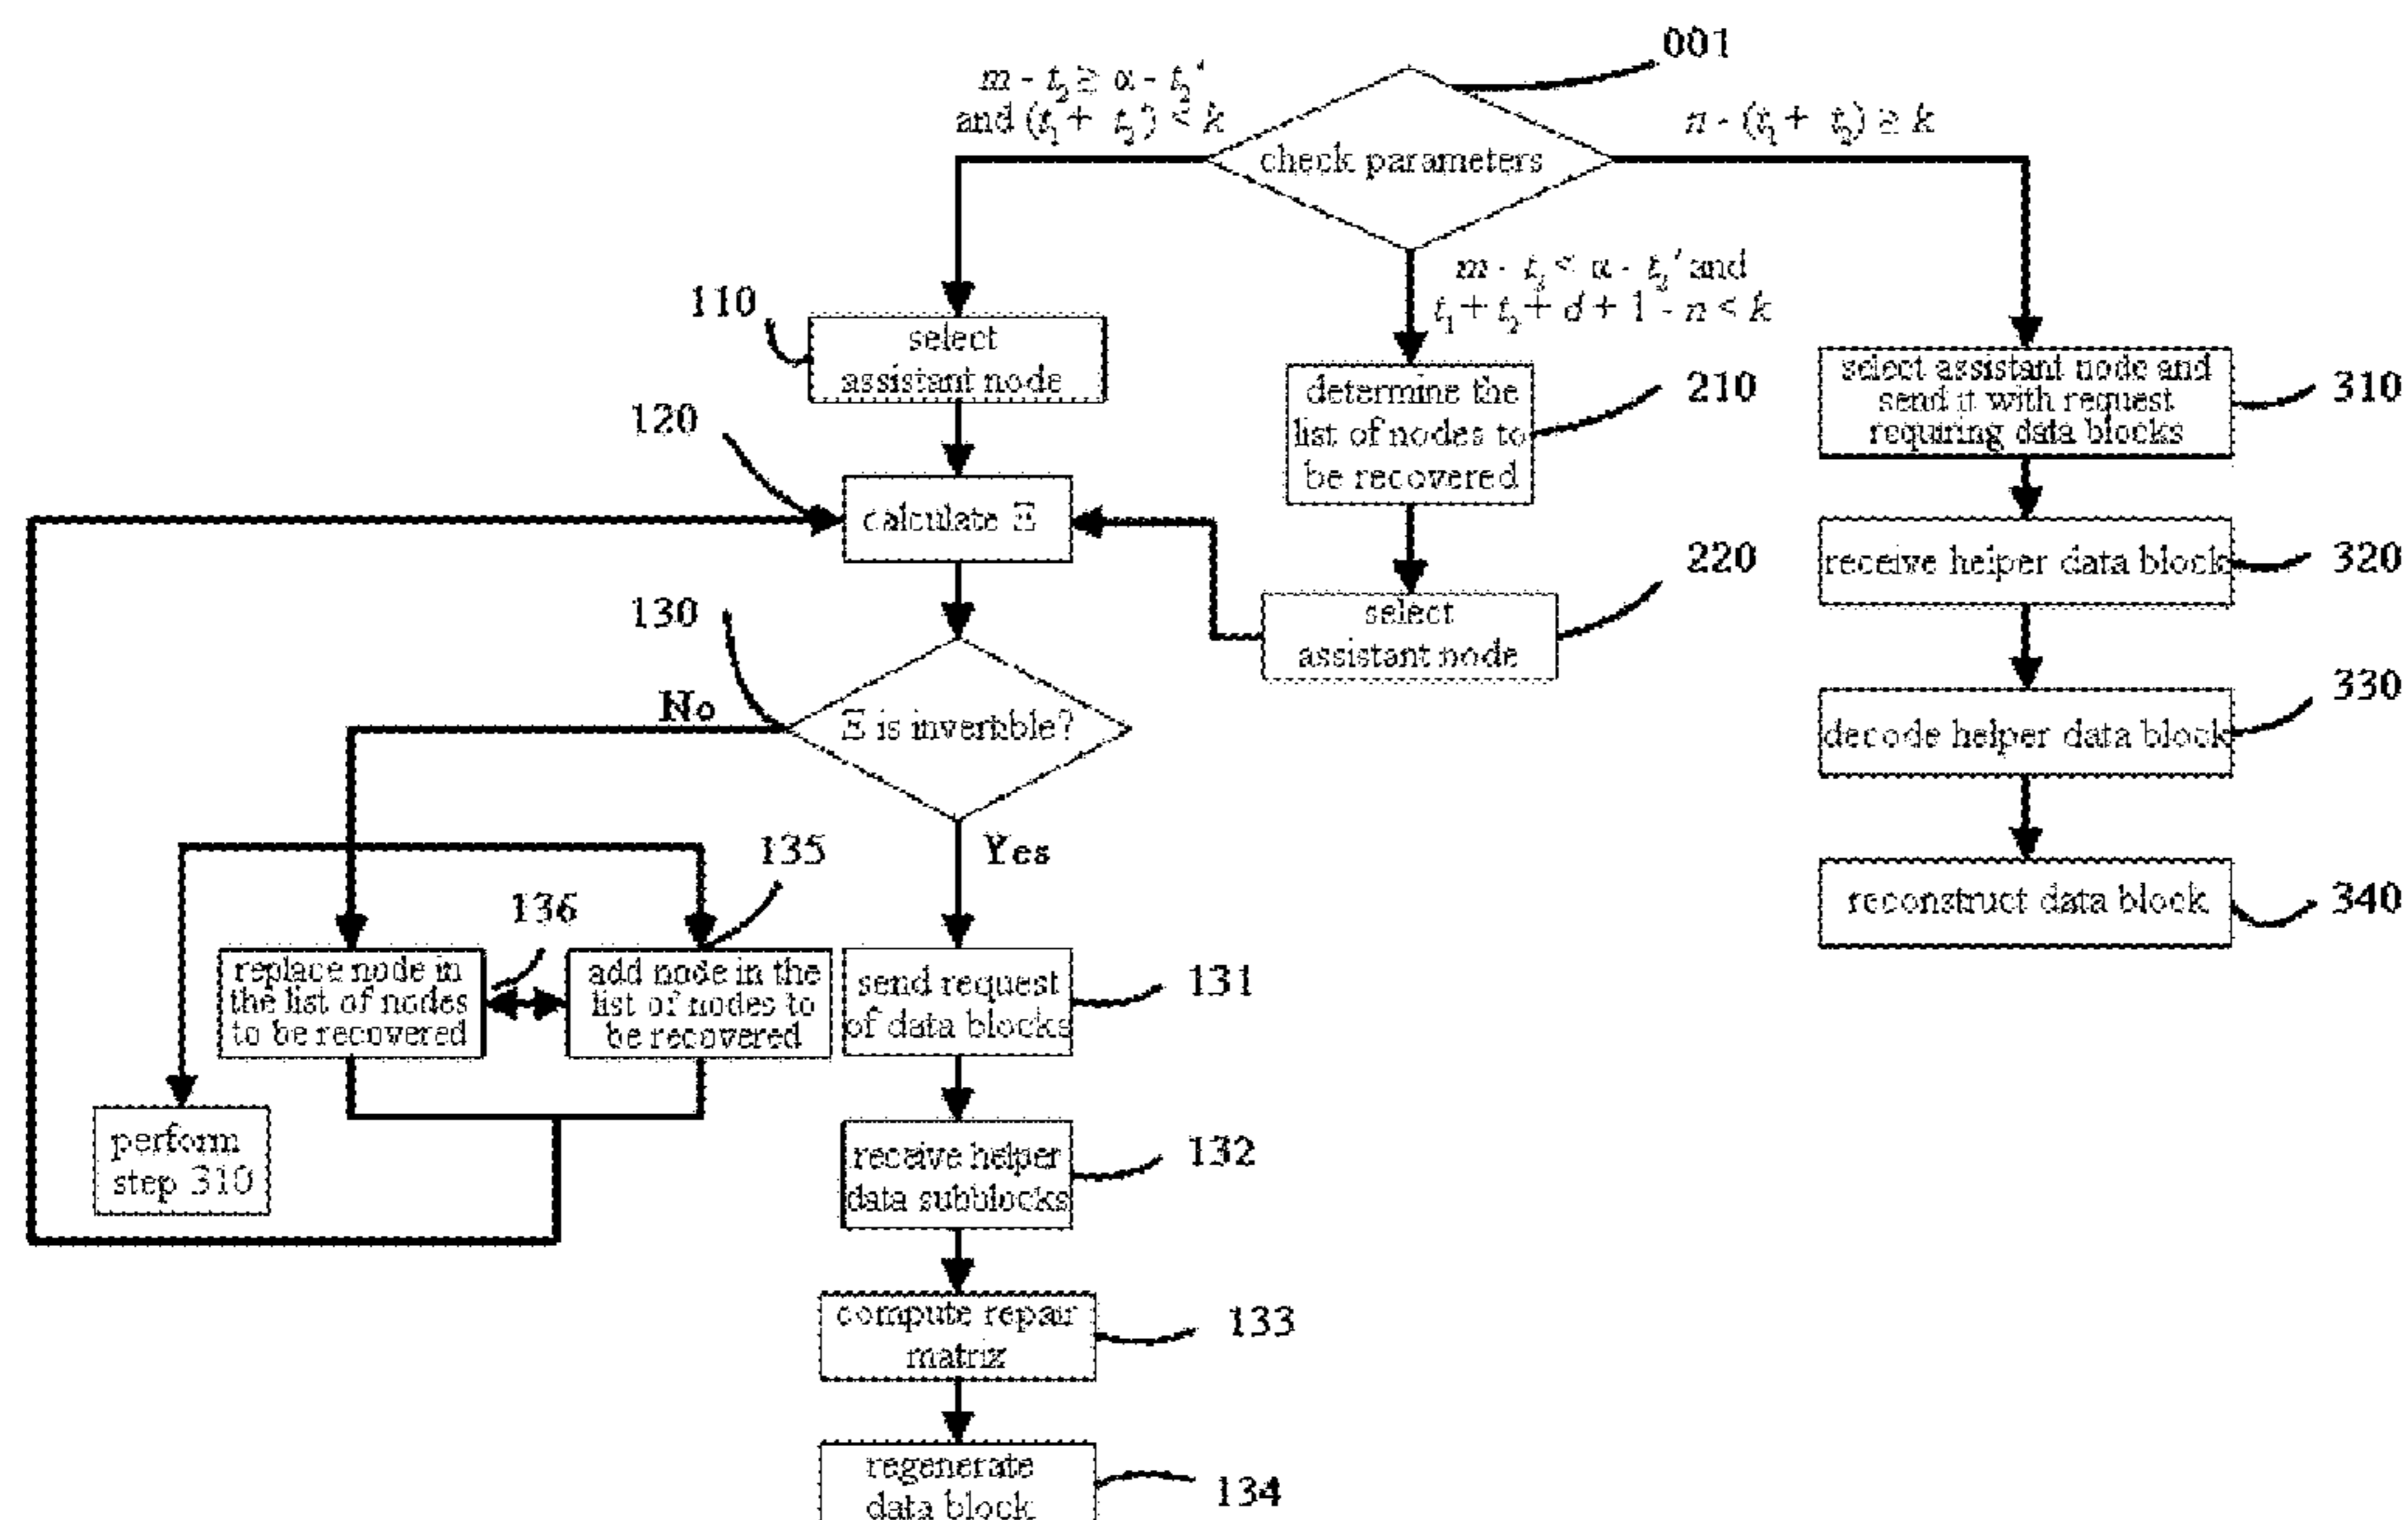 001
m - t₂ ≥ α - t₂'
and (t₁ + t₂') < k
n - (t₁ + t₂) ≥ k
check parameters
m - t₂ < α - t₂' and
t₁ + t₂ + d + 1 - n < k
110
select
assistant node
determine the
list of nodes to
be recovered
210
select assistant node and
send it with request
requiring data blocks
310
120
calculate Ξ
220
select
assistant node
receive helper data block
320
130
No
Ξ is invertable?
decode helper data block
330
Yes
135
136
reconstruct data block
340
replace node in
the list of nodes
to be recovered
add node in the
list of nodes to
be recovered
send request
of data blocks
131
perform
step 310
receive helper
data subblocks
132
compute repair
matrix
133
regenerate
data block
134